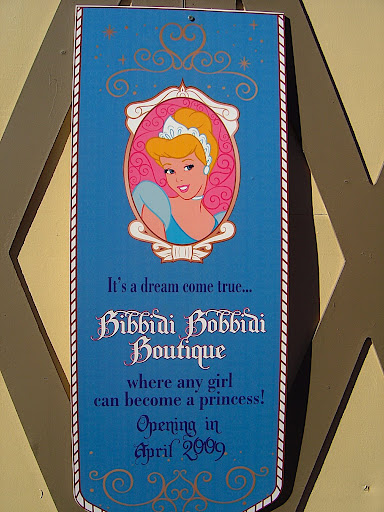 It's a dream come true...
Bibbidi Bobbidi
Boutique
where any girl
can become a princess!
Opening in
April 2009